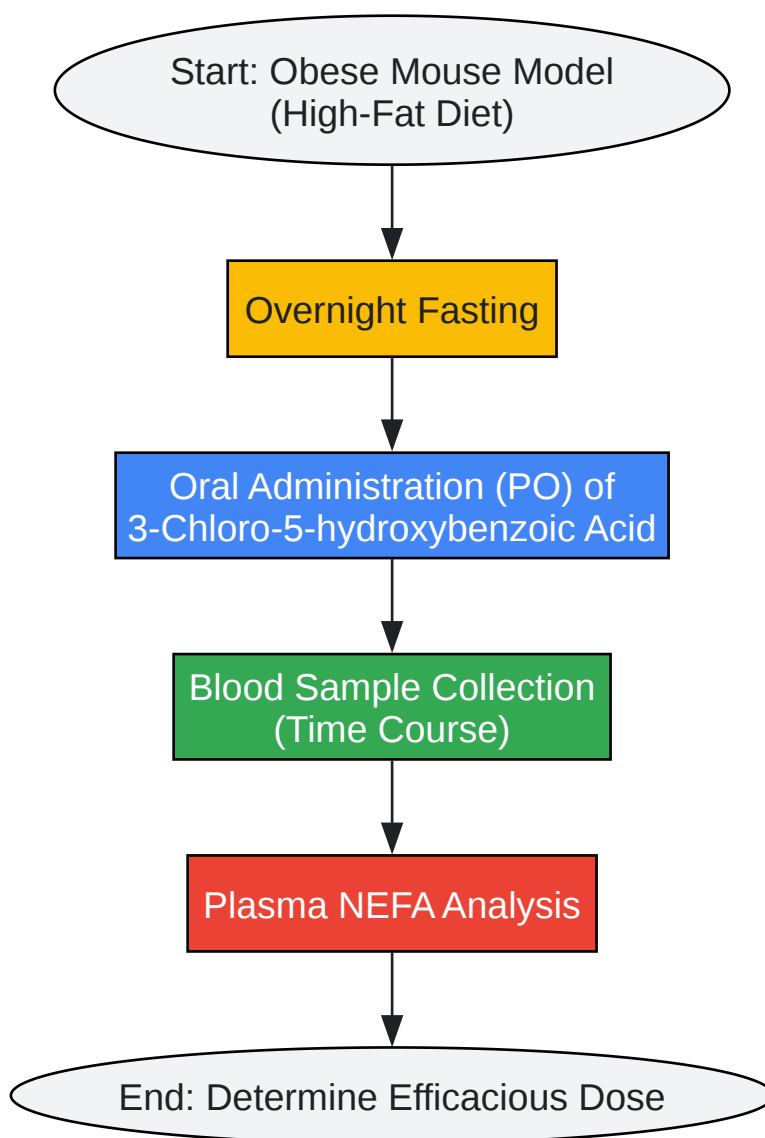 Start: Obese Mouse Model
(High-Fat Diet)
Overnight Fasting
Oral Administration (PO) of
3-Chloro-5-hydroxybenzoic Acid
Blood Sample Collection
(Time Course)
Plasma NEFA Analysis
End: Determine Efficacious Dose